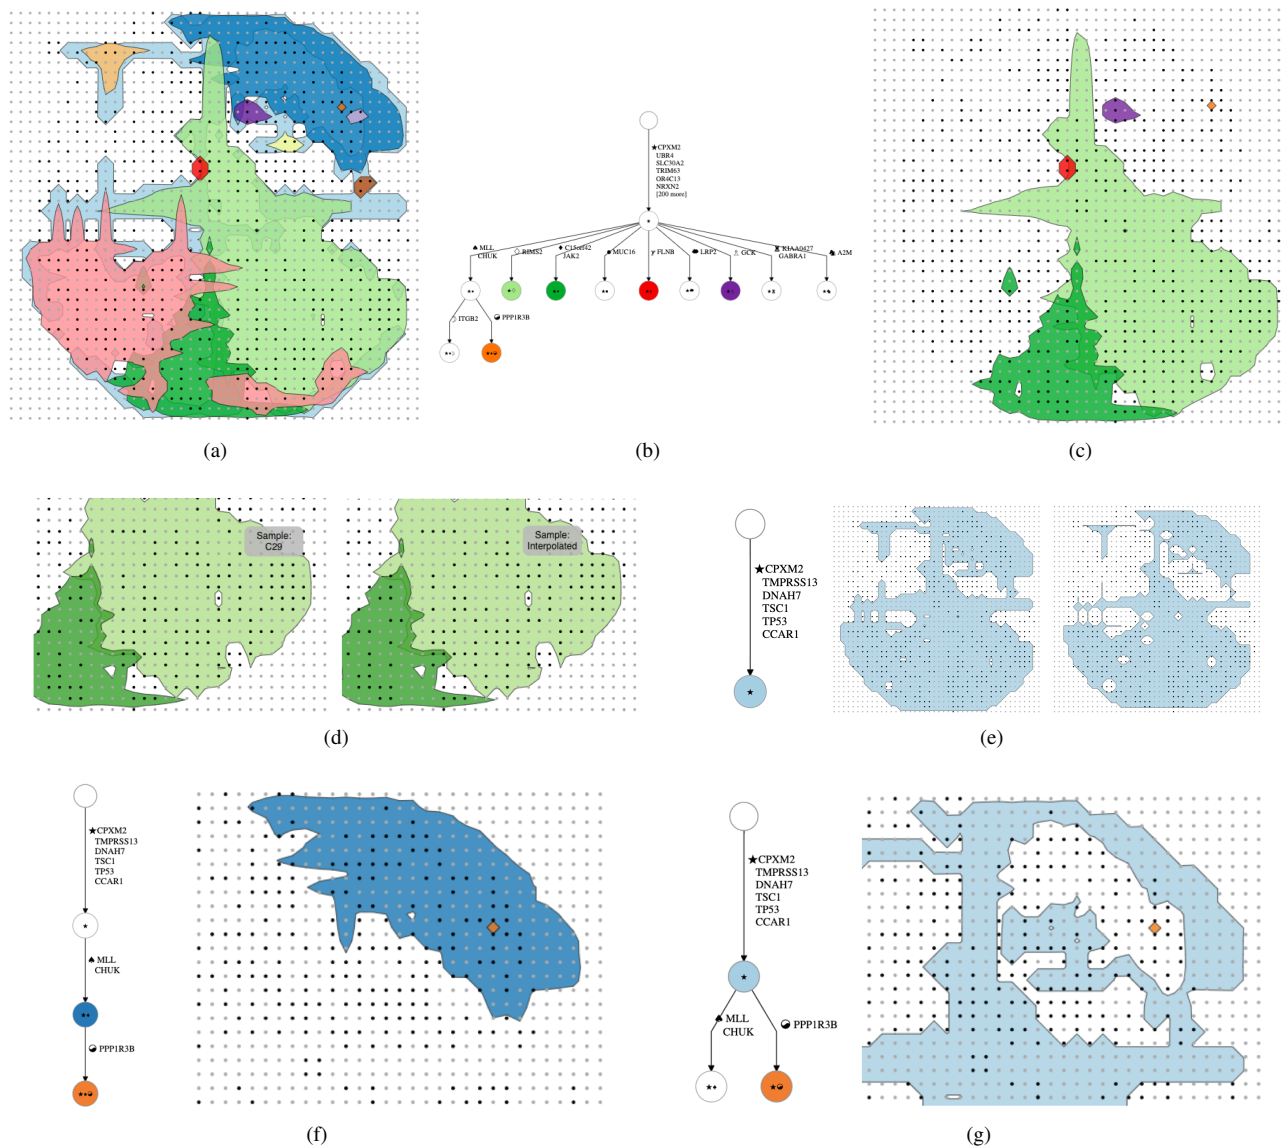 ★CPXM2
UBR4
SLC30A2
TRIM63
OR4C13
NRXN2
[200 more]
♠ MLL
CHUK
♢ RIMS2
♦ C15orf42
JAK2
MUC16
FLNB
LRP2
♙ GCK
KIAA0427
GABRA1
♞ A2M
☽ ITGB2
PPP1R3B
(a)
(b)
(c)
Sample:
C29
Sample:
Interpolated
★CPXM2
TMPRSS13
DNAH7
TSC1
TP53
CCAR1
★
(d)
(e)
★CPXM2
TMPRSS13
DNAH7
TSC1
TP53
CCAR1
★
♠ MLL
CHUK
PPP1R3B
★CPXM2
TMPRSS13
DNAH7
TSC1
TP53
CCAR1
★
♠ MLL
CHUK
PPP1R3B
(f)
(g)